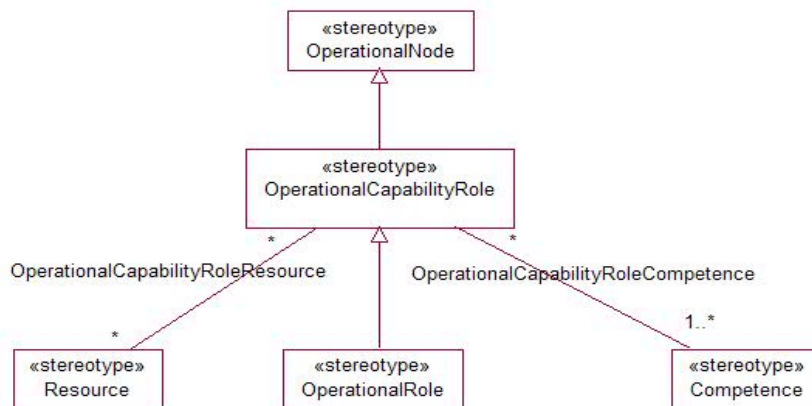 «stereotype»
OperationalNode
«stereotype»
OperationalCapabilityRole
*
*
OperationalCapabilityRoleResource
OperationalCapabilityRoleCompetence
*
1..*
«stereotype»
Resource
«stereotype»
OperationalRole
«stereotype»
Competence